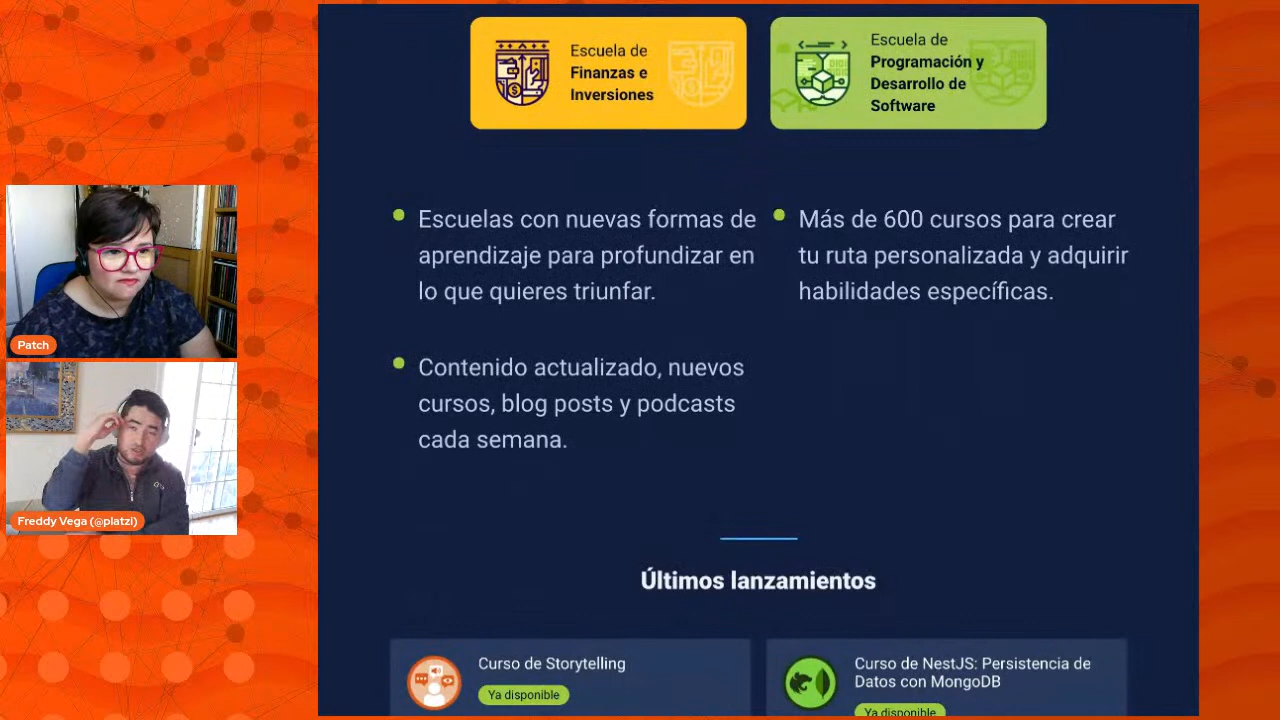 Escuela de
Finanzas e
Inversiones
Escuela de
Programación y
Desarrollo de
Software
Escuelas con nuevas formas de
aprendizaje para profundizar en
lo que quieres triunfar.
Más de 600 cursos para crear
tu ruta personalizada y adquirir
habilidades específicas.
Contenido actualizado, nuevos
cursos, blog posts y podcasts
cada semana.
Últimos lanzamientos
Curso de Storytelling
Ya disponible
Curso de NestJS: Persistencia de
Datos con MongoDB
Ya disponible
Patch
Freddy Vega (@platzi)